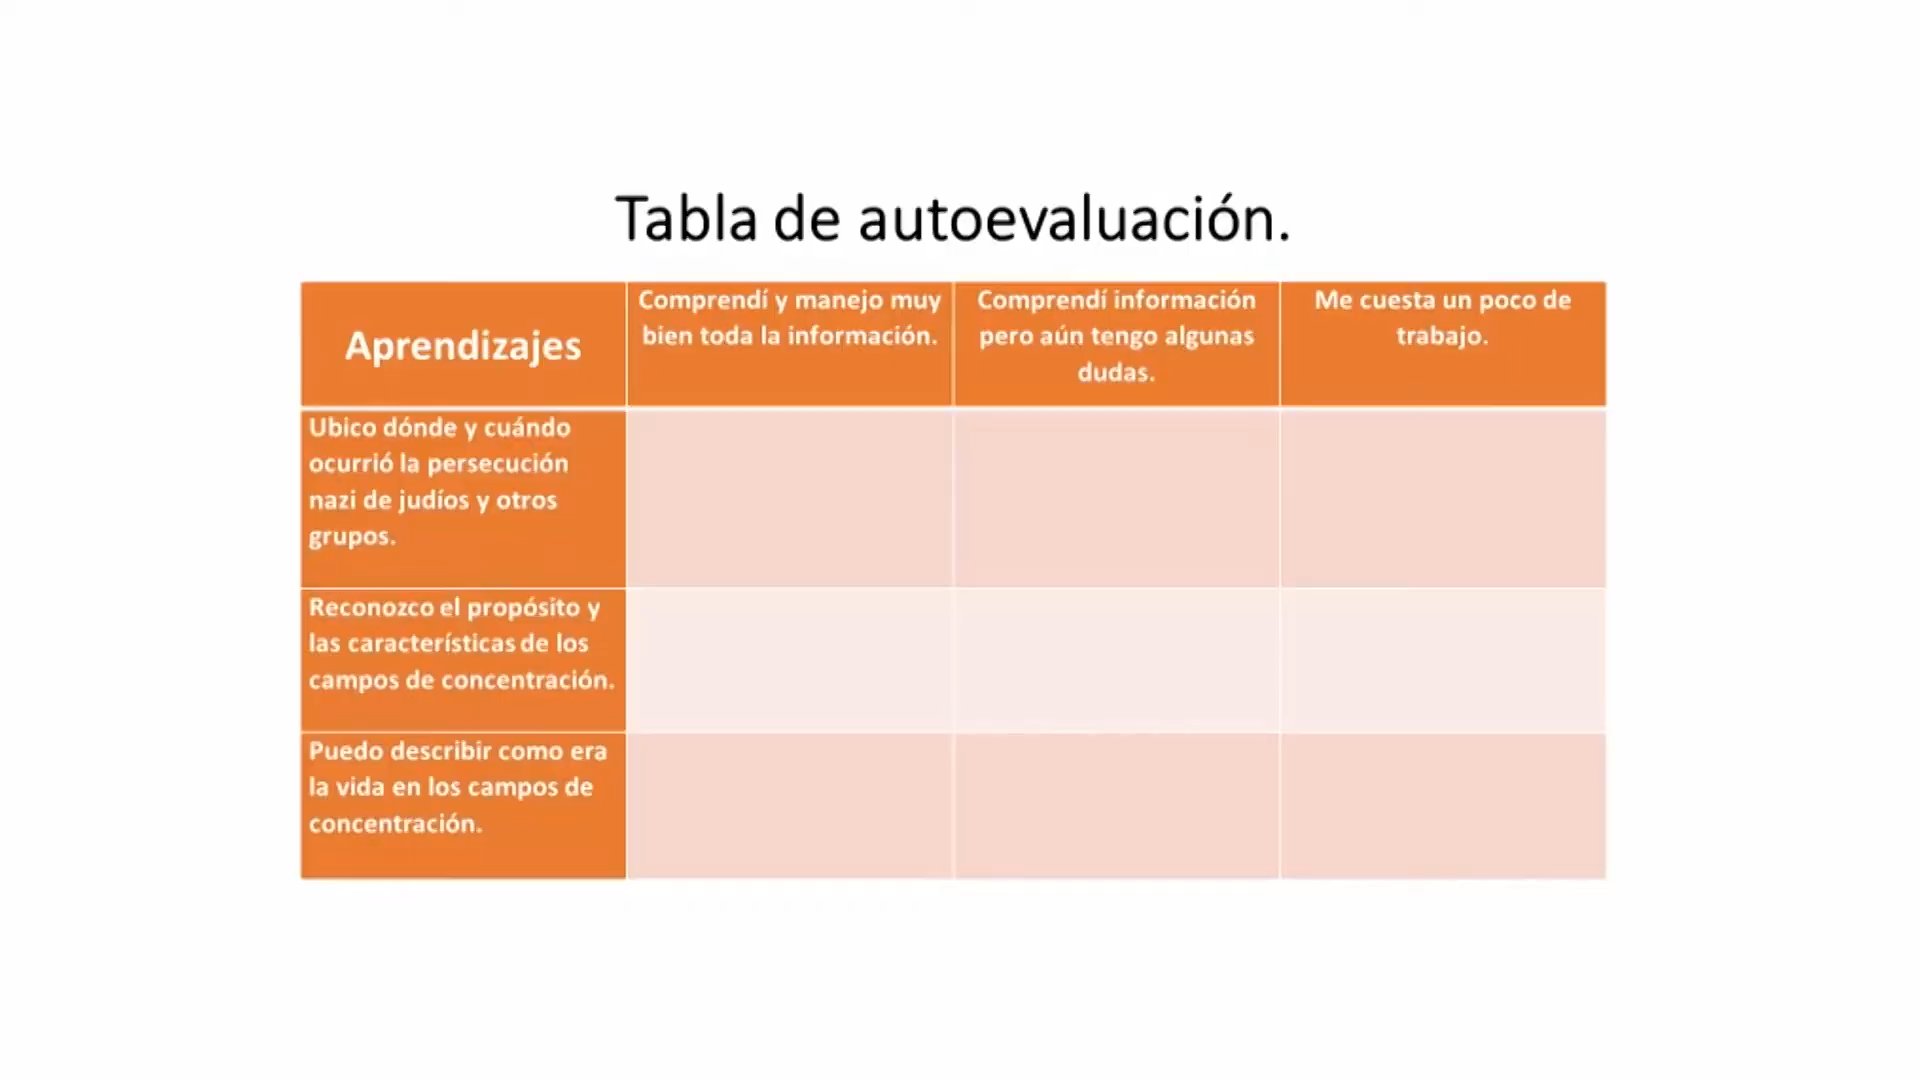 Tabla de autoevaluación.
Aprendizajes
Comprendí y manejo muy
bien toda la información.
Comprendí información
pero aún tengo algunas
dudas.
Me cuesta un poco de
trabajo.
Ubico dónde y cuándo
ocurrió la persecución
nazi de judíos y otros
grupos.
Reconozco el propósito y
las características de los
campos de concentración.
Puedo describir como era
la vida en los campos de
concentración.